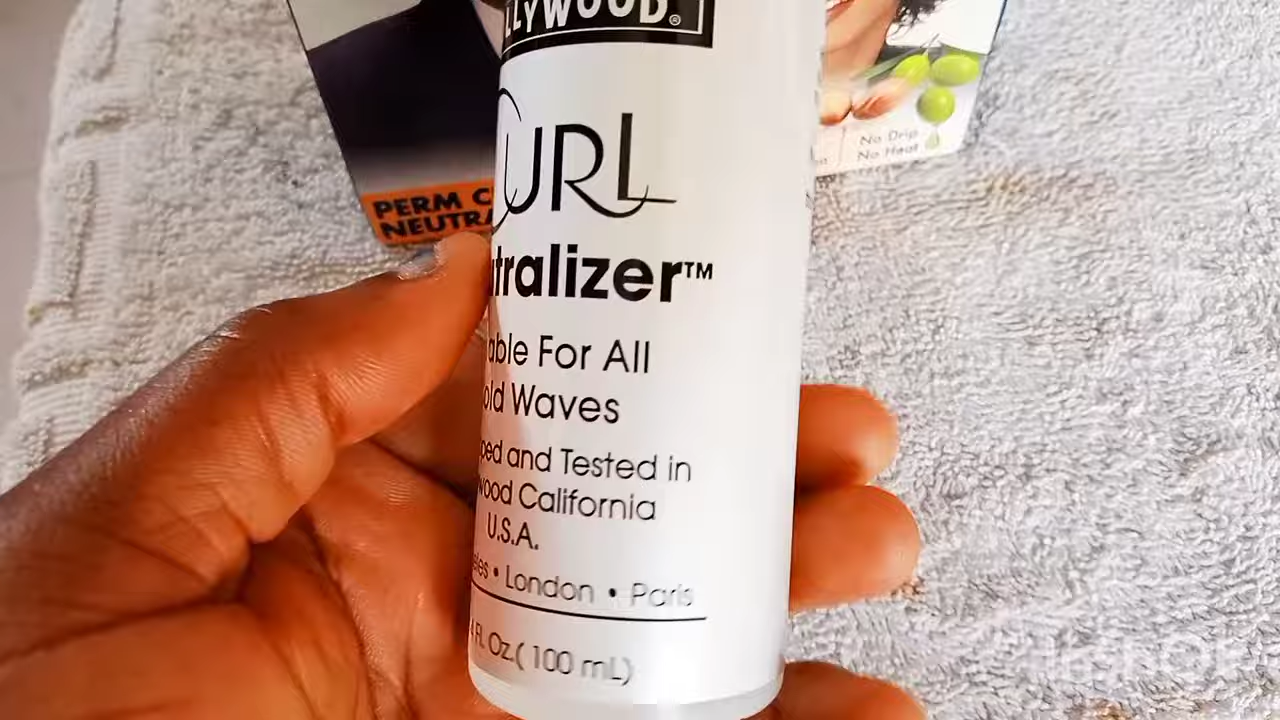 LLYWOOD®
CURL
tralizer™
able For All
old Waves
ped and Tested in
wood California
U.S.A.
les • London • Paris
Fl. Oz.( 100 mL)
PERM C
NEUTRA
No Drip
No Heat